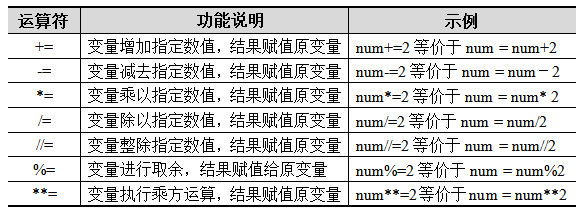 运算符 功能说明 示例
+= 变量增加指定数值，结果赋值原变量 num+=2 等价于 num = num+2
-= 变量减去指定数值，结果赋值原变量 num-=2 等价于 num = num－2
*= 变量乘以指定数值，结果赋值原变量 num*=2 等价于 num = num* 2
/= 变量除以指定数值，结果赋值原变量 num/=2 等价于 num = num/2
//= 变量整除指定数值，结果赋值原变量 num//=2 等价于 num = num//2
%= 变量进行取余，结果赋值给原变量 num%=2 等价于 num = num%2
**= 变量执行乘方运算，结果赋值原变量 num**=2 等价于 num = num**2